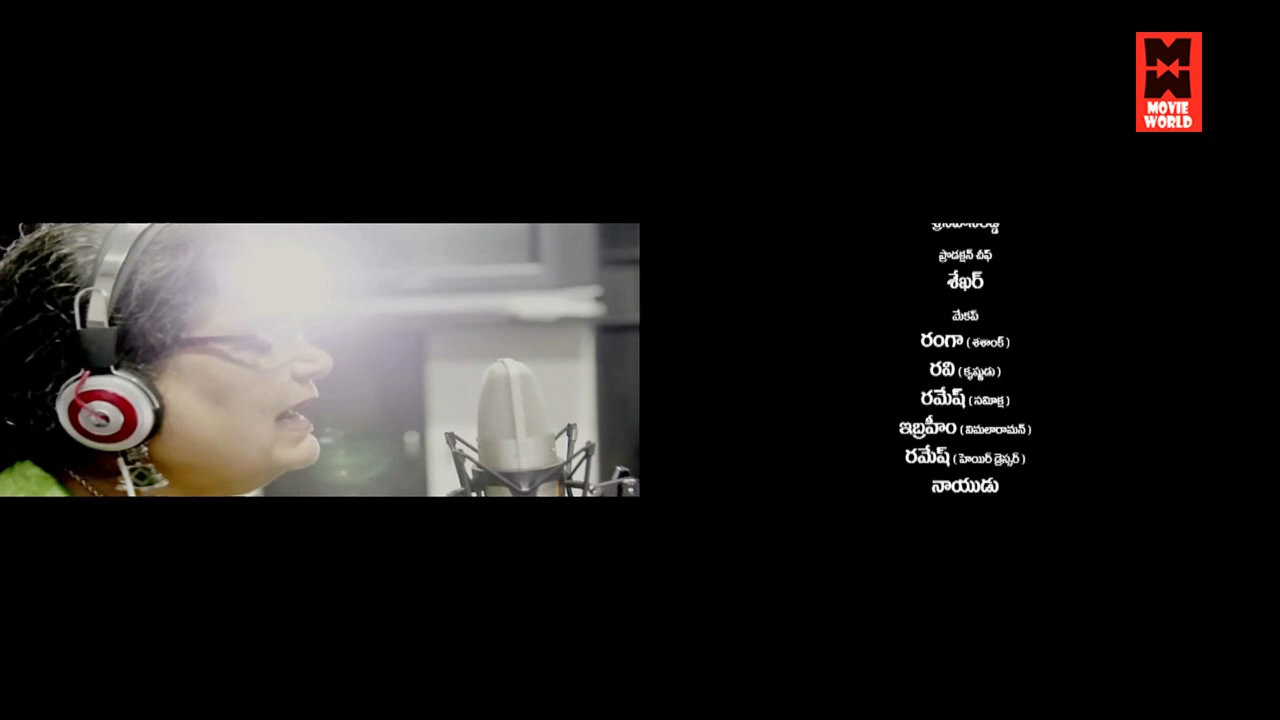 MOVIE
WORLD
ప్రొడక్షన్ చీఫ్
శేఖర్
మేకప్
రంగా ( శశాంక్ )
రవి ( కృష్ణుడు )
రమేష్ ( సమీక్ష )
ఇబ్రహీం ( విమలారామన్ )
రమేష్ ( హెయిర్ డ్రెస్సర్ )
నాయుడు